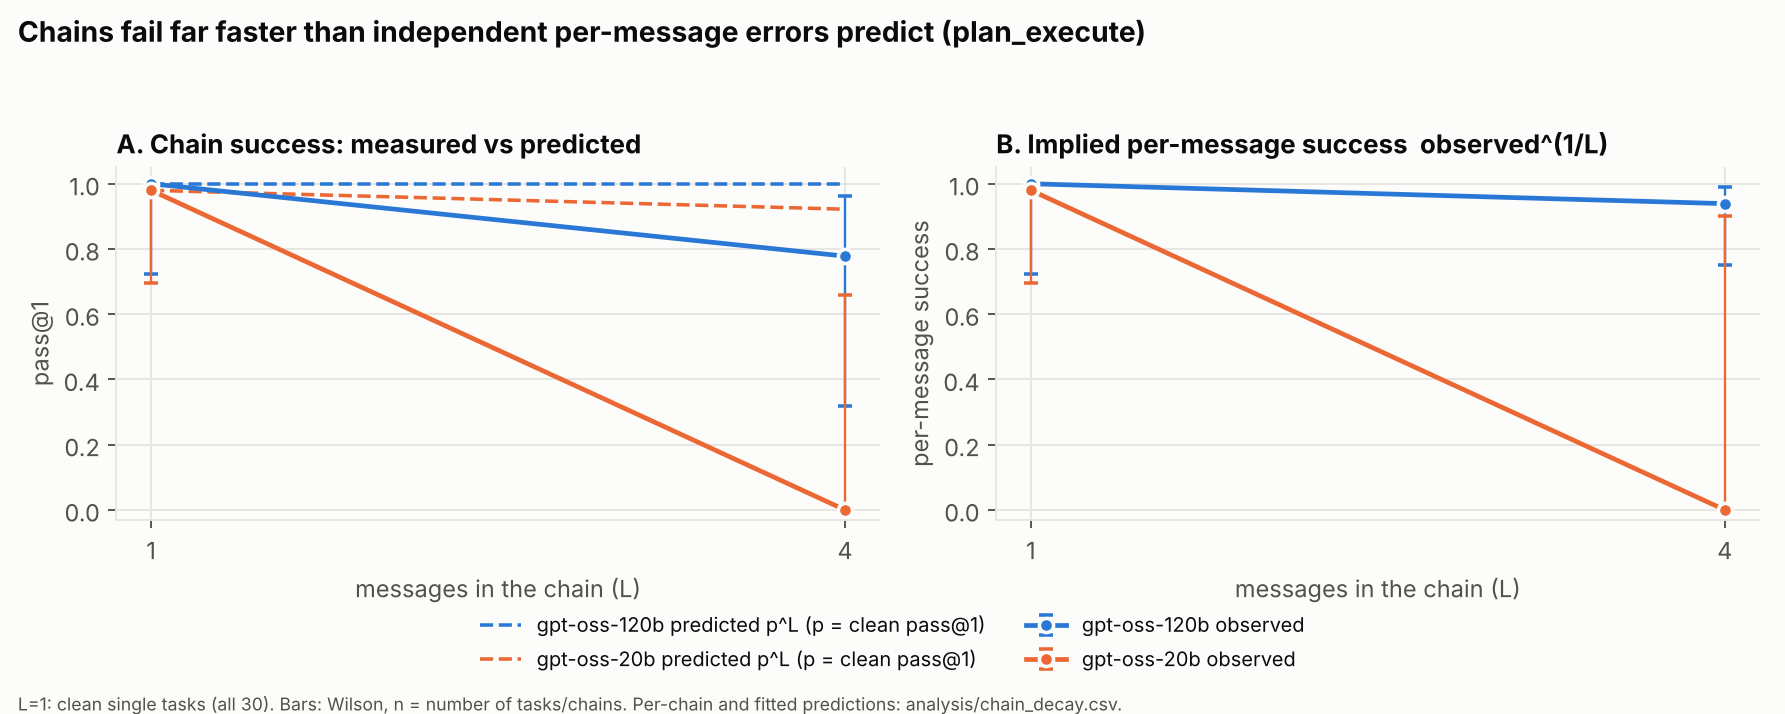 Chains fail far faster than independent per-message errors predict (plan_execute)
A. Chain success: measured vs predicted
pass@1
1.0
0.8
0.6
0.4
0.2
0.0
1
4
messages in the chain (L)
B. Implied per-message success observed^(1/L)
per-message success
1.0
0.8
0.6
0.4
0.2
0.0
1
4
messages in the chain (L)
gpt-oss-120b predicted p^L (p = clean pass@1)
gpt-oss-20b predicted p^L (p = clean pass@1)
gpt-oss-120b observed
gpt-oss-20b observed
L=1: clean single tasks (all 30). Bars: Wilson, n = number of tasks/chains. Per-chain and fitted predictions: analysis/chain_decay.csv.